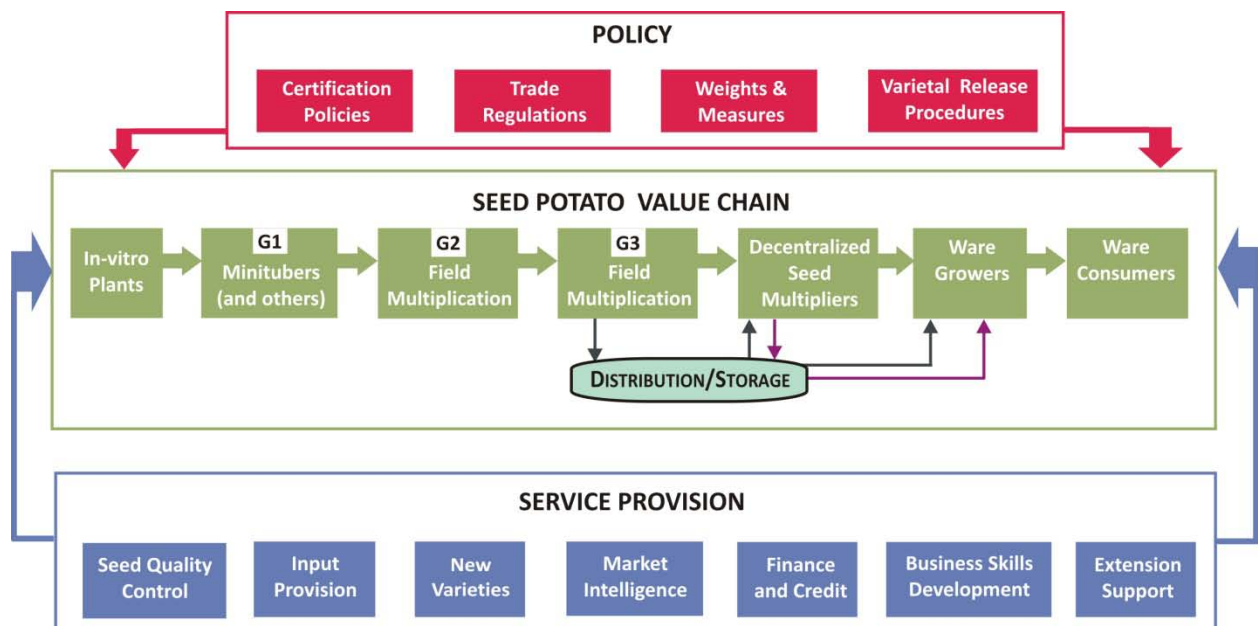 POLICY
Certification
Policies
Trade
Regulations
Weights &
Measures
Varietal Release
Procedures
SEED POTATO VALUE CHAIN
In-vitro
Plants
G1
Minitubers
(and others)
G2
Field
Multiplication
G3
Field
Multiplication
Decentralized
Seed
Multipliers
Ware
Growers
Ware
Consumers
DISTRIBUTION/STORAGE
SERVICE PROVISION
Seed Quality
Control
Input
Provision
New
Varieties
Market
Intelligence
Finance
and Credit
Business Skills
Development
Extension
Support